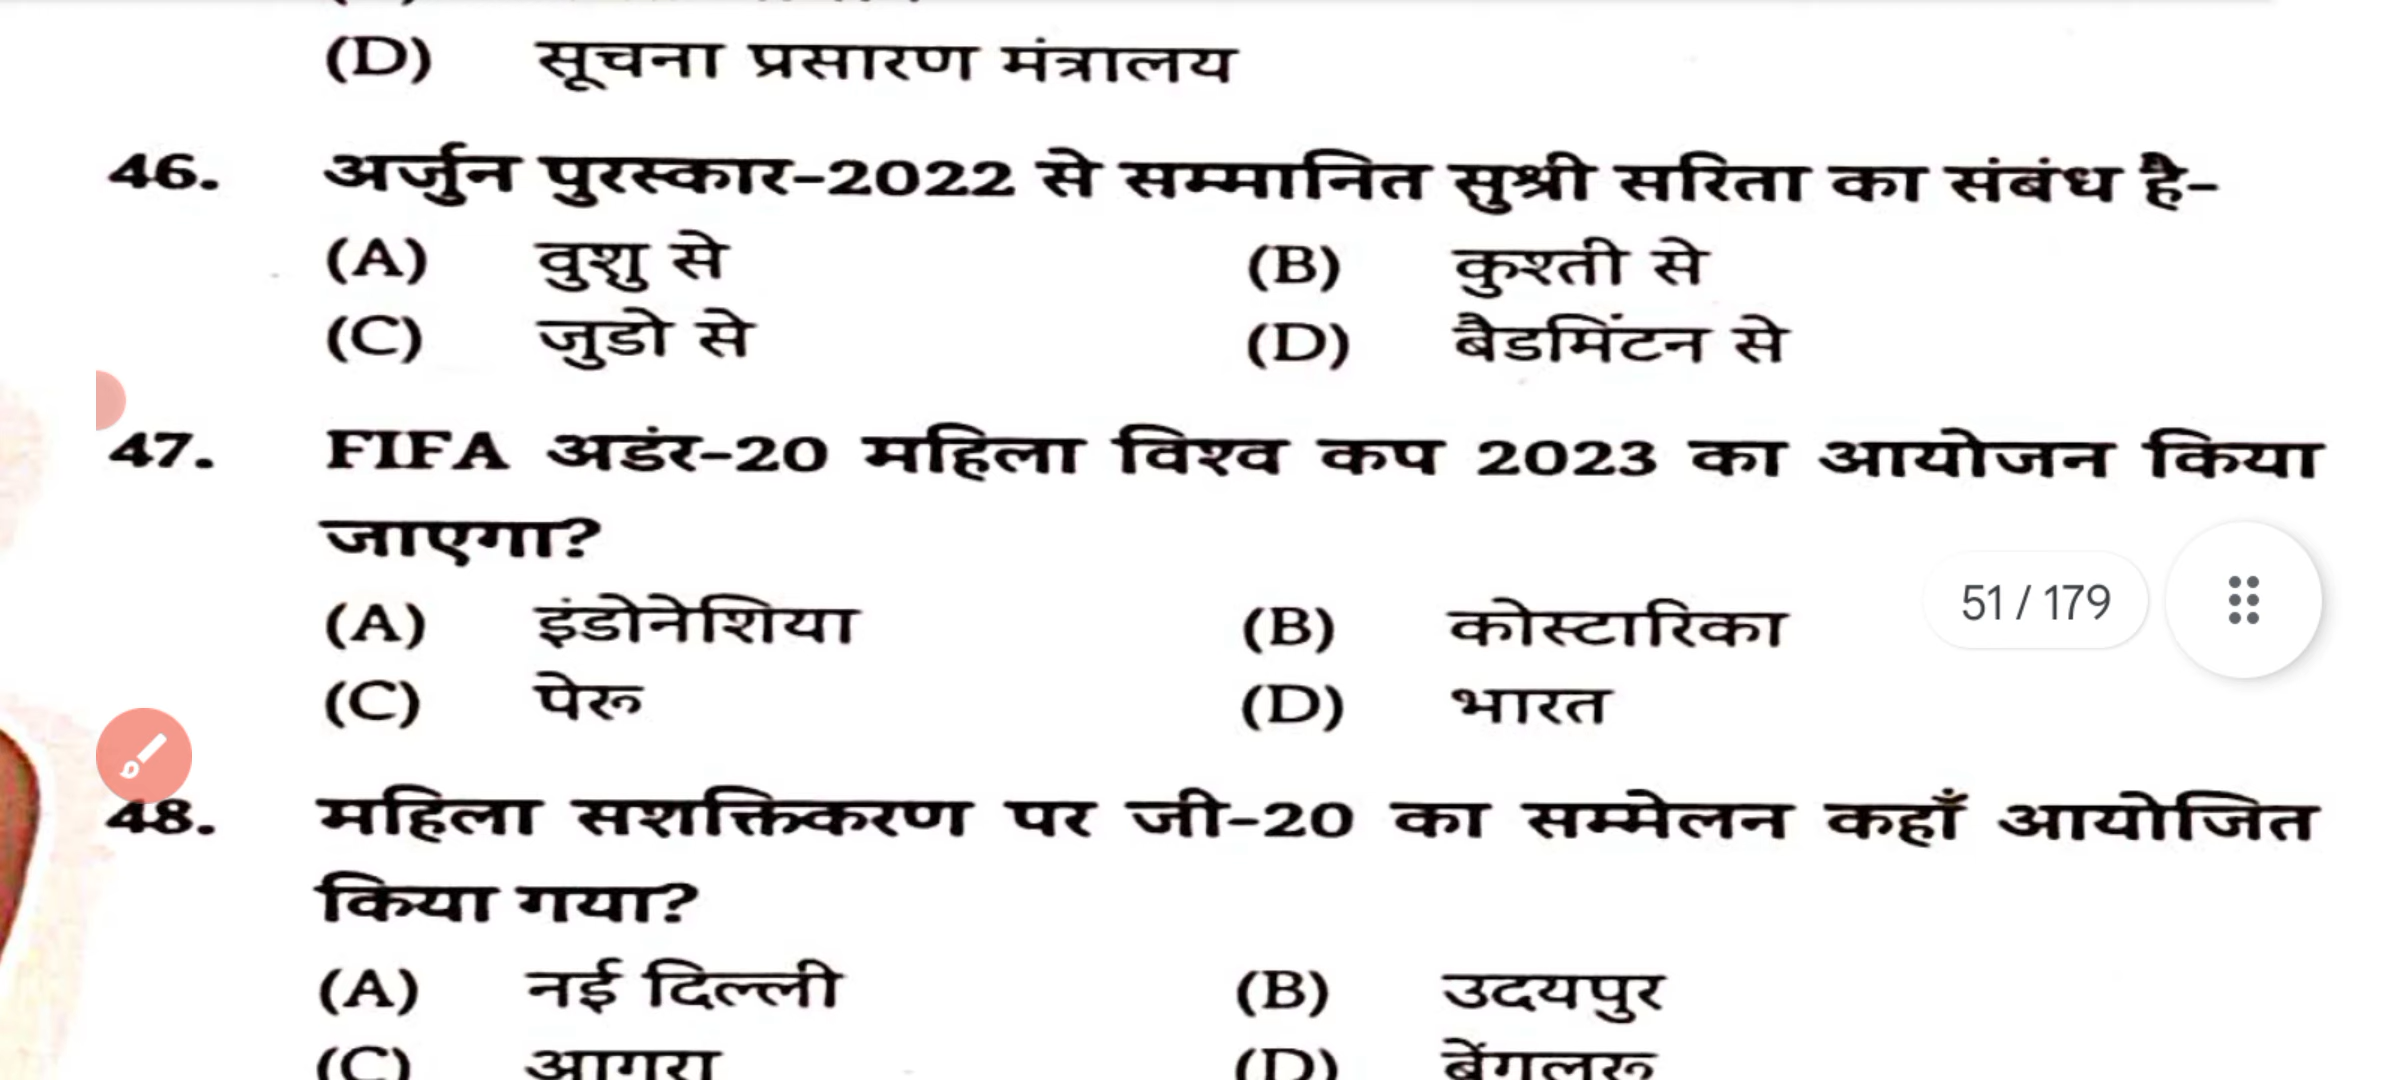 (D) सूचना प्रसारण मंत्रालय
46. अर्जुन पुरस्कार-2022 से सम्मानित सुश्री सरिता का संबंध है-
(A) वुशु से (B) कुश्ती से
(C) जुडो से (D) बैडमिंटन से
47. FIFA अडंर-20 महिला विश्व कप 2023 का आयोजन किया
जाएगा?
51 / 179
(A) इंडोनेशिया (B) कोस्टारिका
(C) पेरू (D) भारत
48. महिला सशक्तिकरण पर जी-20 का सम्मेलन कहाँ आयोजित
किया गया?
(A) नई दिल्ली (B) उदयपुर
(C) आगरा (D) बेंगलरू